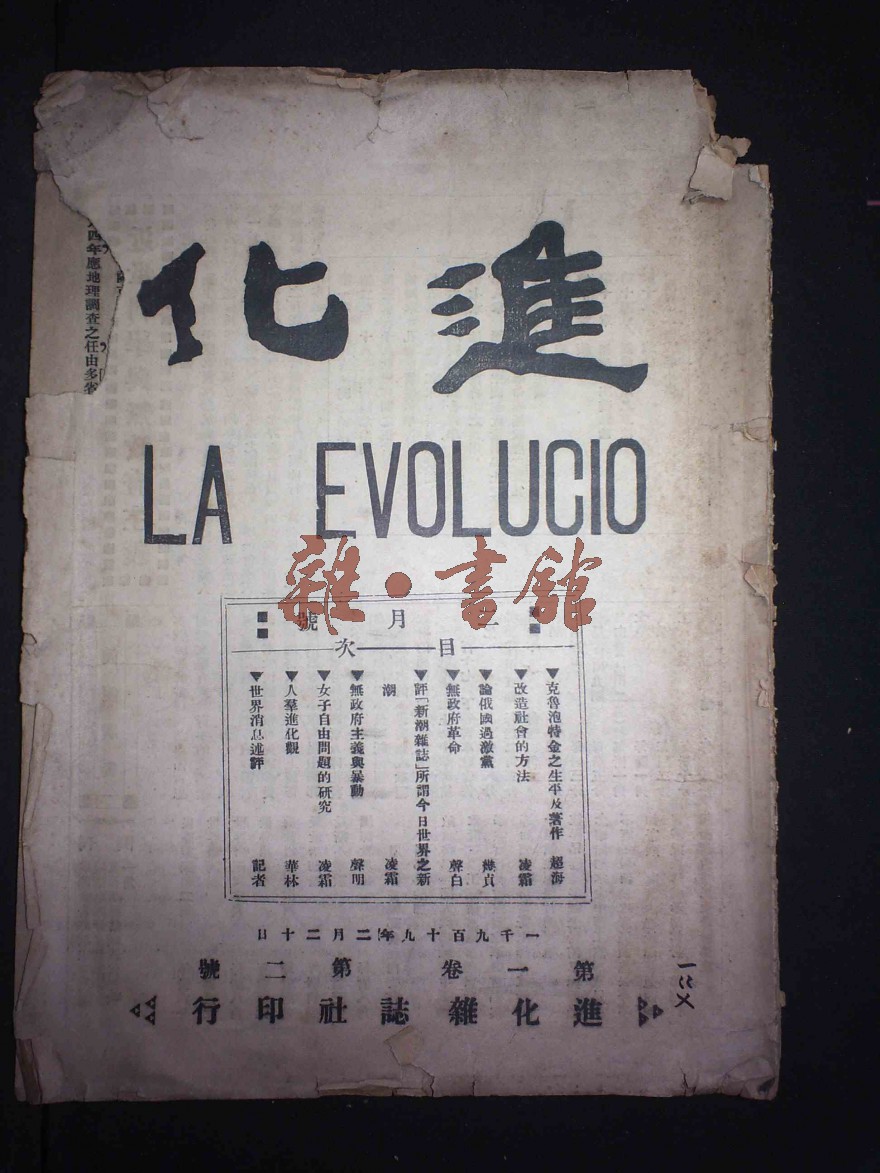 進化
LA EVOLUCIO
雜·書館
二月號
目次
▼克魯泡特金之生平及著作 超海
▼改造社會的方法 凌霜
▼論俄國過激黨 㷫貞
▼無政府革命 聲白
▼評「新潮雜誌」所謂今日世界之新
潮 凌霜
▼無政府主義與暴動 聲明
▼女子自由問題的研究 凌霜
▼人羣進化觀 華林
▼世界消息述評 記者
一千九百十九年二月二十日
第一卷 第二號
進化雜誌社印行
四年應地理調查之任由多省